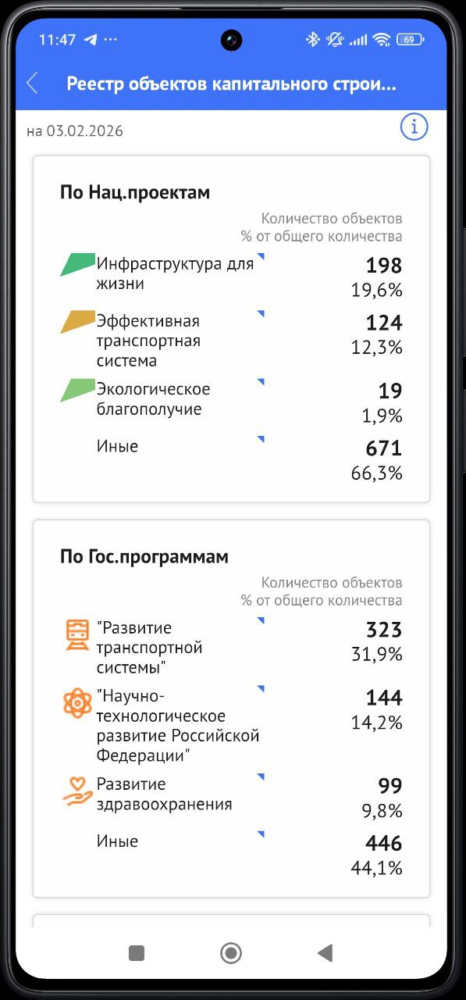 11:47
69
Реестр объектов капитального строи...
на 03.02.2026
i
По Нац.проектам
Количество объектов
% от общего количества
Инфраструктура для
жизни
198
19,6%
Эффективная
транспортная
система
124
12,3%
Экологическое
благополучие
19
1,9%
Иные
671
66,3%
По Гос.программам
Количество объектов
% от общего количества
"Развитие
транспортной
системы"
323
31,9%
"Научно-
технологическое
развитие Российской
Федерации"
144
14,2%
Развитие
здравоохранения
99
9,8%
Иные
446
44,1%